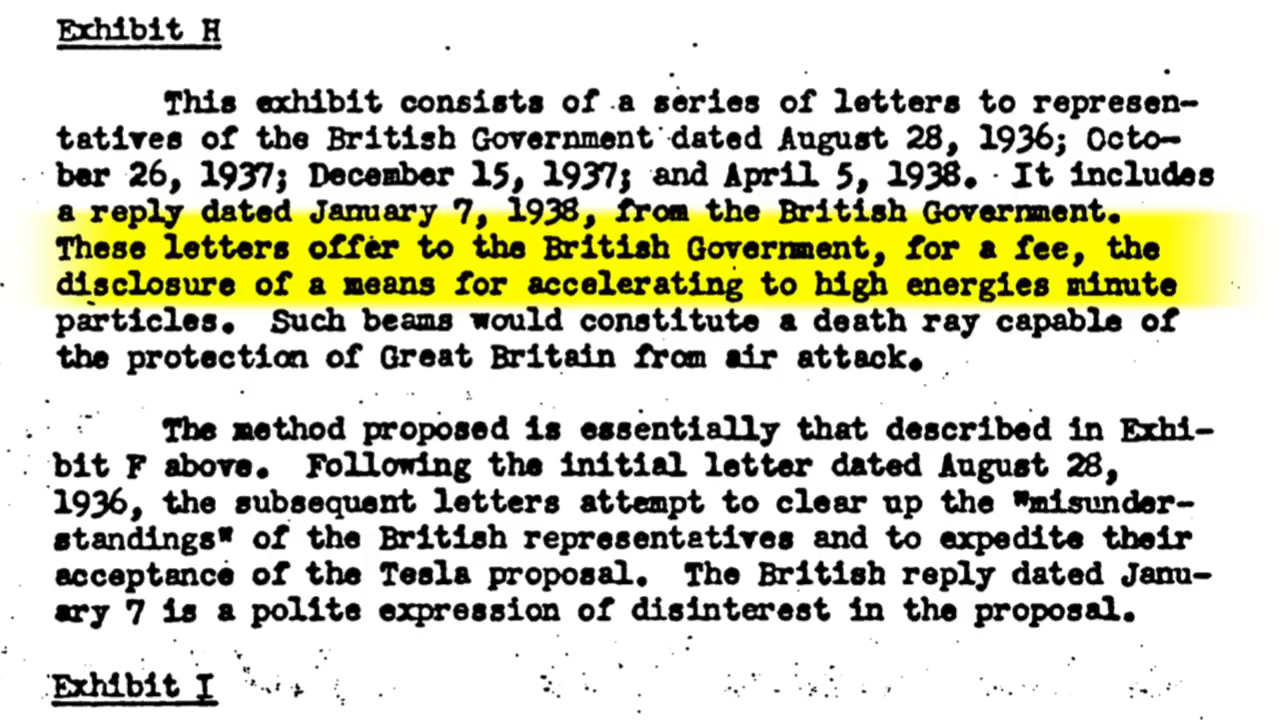 Exhibit H
This exhibit consists of a series of letters to represen-
tatives of the British Government dated August 28, 1936; Octo-
ber 26, 1937; December 15, 1937; and April 5, 1938. It includes
a reply dated January 7, 1938, from the British Government.
These letters offer to the British Government, for a fee, the
disclosure of a means for accelerating to high energies minute
particles. Such beams would constitute a death ray capable of
the protection of Great Britain from air attack.
The method proposed is essentially that described in Exhi-
bit F above. Following the initial letter dated August 28,
1936, the subsequent letters attempt to clear up the "misunder-
standings" of the British representatives and to expedite their
acceptance of the Tesla proposal. The British reply dated Janu-
ary 7 is a polite expression of disinterest in the proposal.
Exhibit I